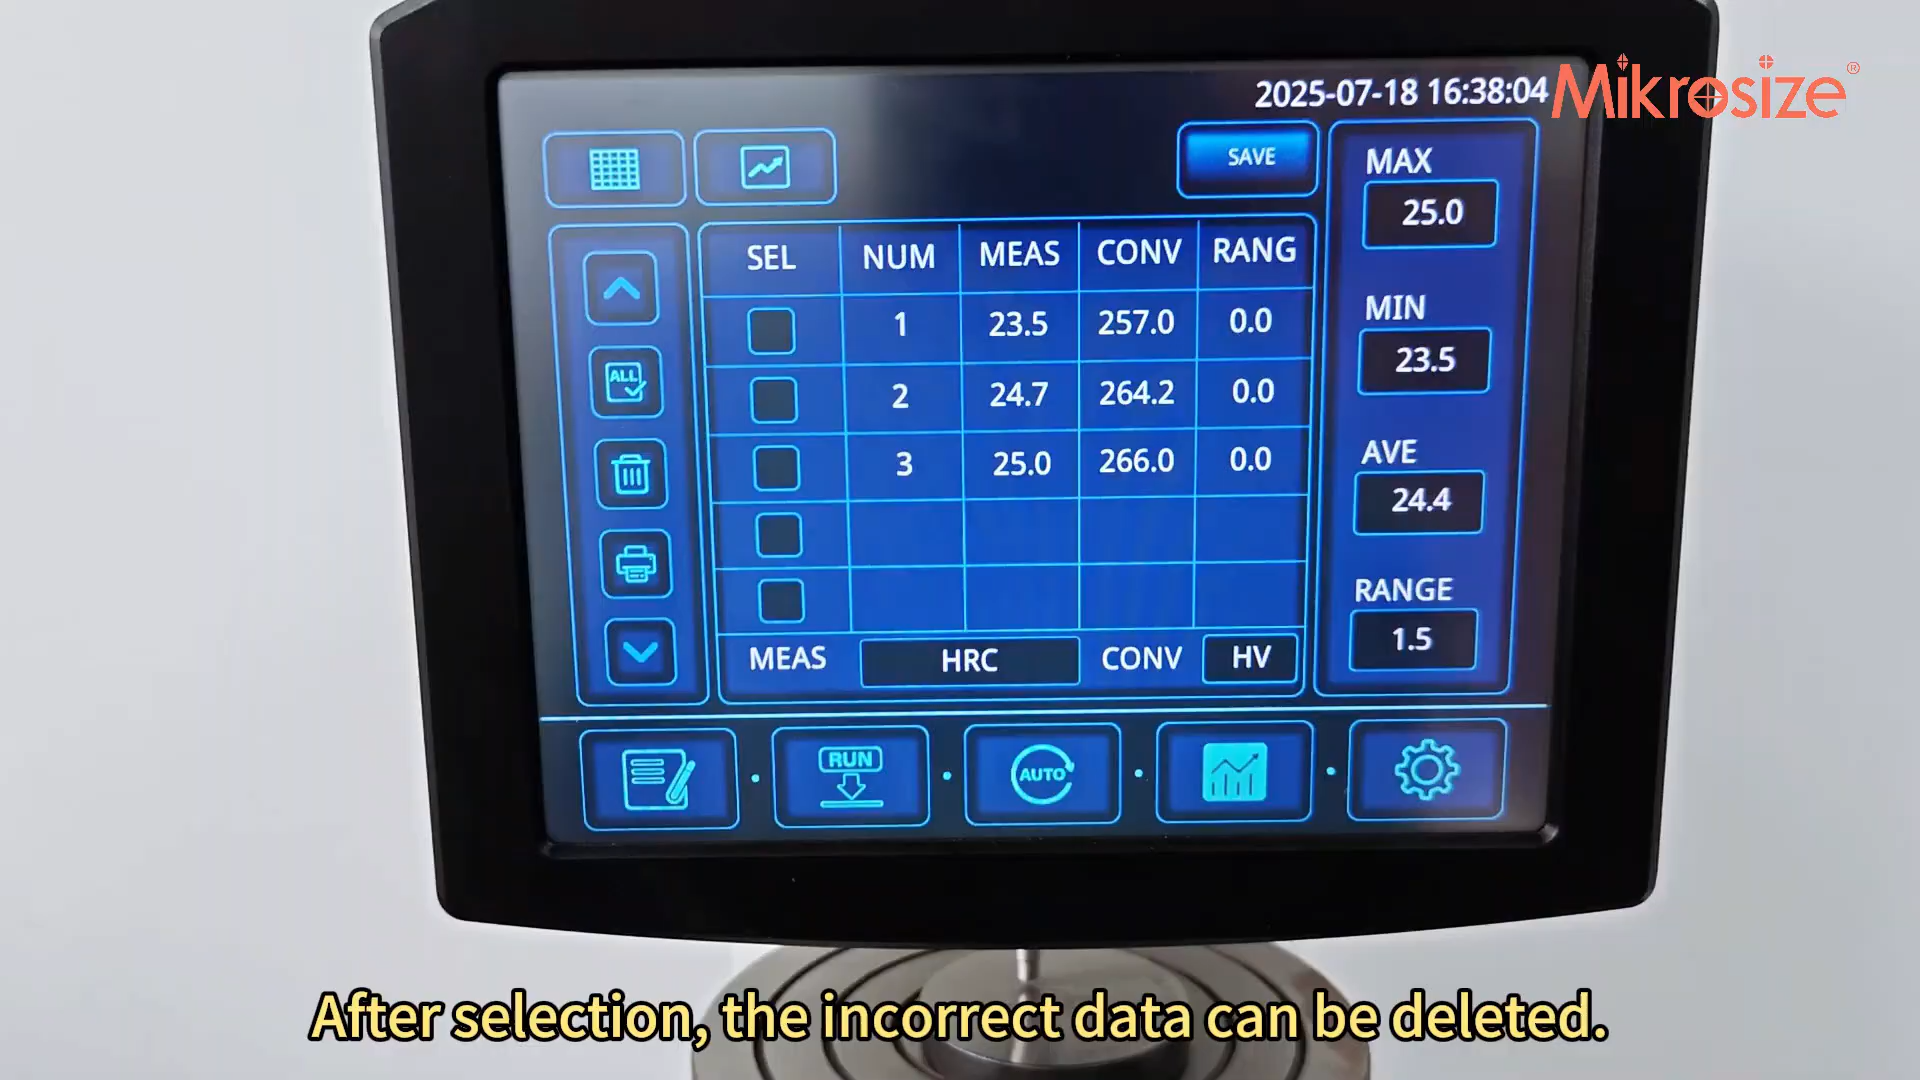 2025-07-18 16:38:04
Mikrosize®
SAVE
MAX
25.0
SEL NUM MEAS CONV RANG
1 23.5 257.0 0.0
MIN
23.5
ALL
2 24.7 264.2 0.0
3 25.0 266.0 0.0
AVE
24.4
RANGE
1.5
MEAS HRC CONV HV
RUN
AUTO
After selection, the incorrect data can be deleted.